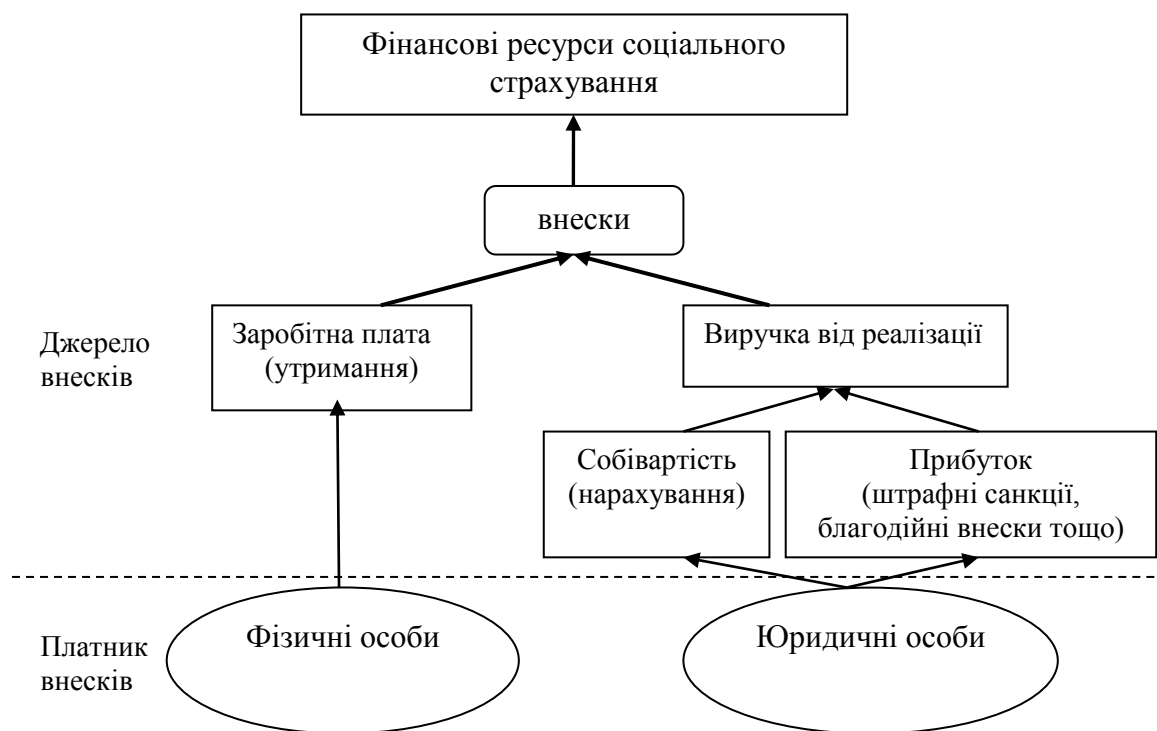 Фінансові ресурси соціального
страхування
внески
Джерело
внесків
Заробітна плата
(утримання)
Виручка від реалізації
Собівартість
(нарахування)
Прибуток
(штрафні санкції,
благодійні внески тощо)
Платник
внесків
Фізичні особи
Юридичні особи